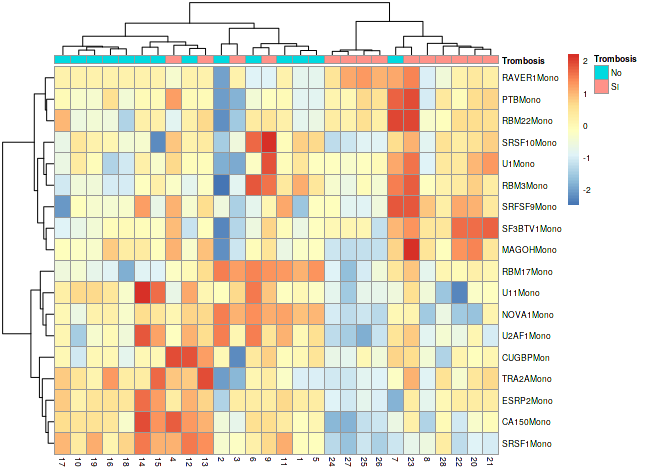 Trombosis
RAVER1Mono
PTBMono
RBM22Mono
SRSF10Mono
U1Mono
RBM3Mono
SRFSF9Mono
SF3BTV1Mono
MAGOHMono
RBM17Mono
U11Mono
NOVA1Mono
U2AF1Mono
CUGBPMon
TRA2AMono
ESRP2Mono
CA150Mono
SRSF1Mono
17 10 19 16 18 14 15 4 12 13 2 3 6 9 11 1 5 24 27 25 26 7 23 8 28 22 20 21
2
1
0
-1
-2
Trombosis
No
SI